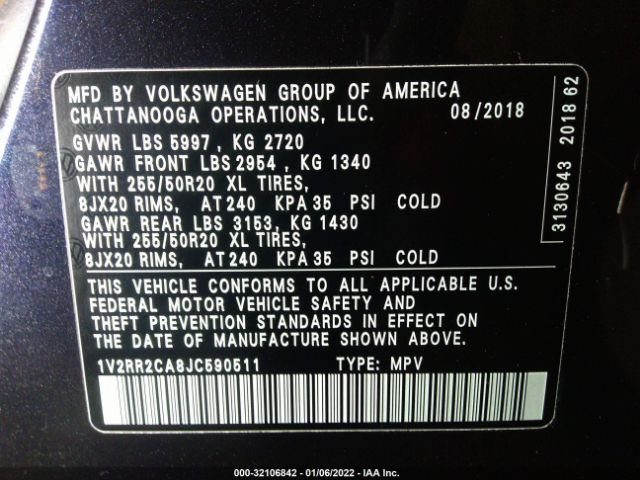 MFD BY VOLKSWAGEN GROUP OF AMERICA
CHATTANOOGA OPERATIONS, LLC. 08/2018
GVWR LBS 5997 , KG 2720
GAWR FRONT LBS 2954 , KG 1340
WITH 255/50R20 XL TIRES,
8JX20 RIMS, AT 240 KPA 35 PSI COLD
GAWR REAR LBS 3153, KG 1430
WITH 255/50R20 XL TIRES,
8JX20 RIMS, AT 240 KPA 35 PSI COLD
THIS VEHICLE CONFORMS TO ALL APPLICABLE U.S.
FEDERAL MOTOR VEHICLE SAFETY AND
THEFT PREVENTION STANDARDS IN EFFECT ON
THE DATE OF MANUFACTURE SHOWN ABOVE.
1V2RR2CA8JC590511 TYPE: MPV
3130643 2018 62
000-32106842 - 01/06/2022 - IAA Inc.